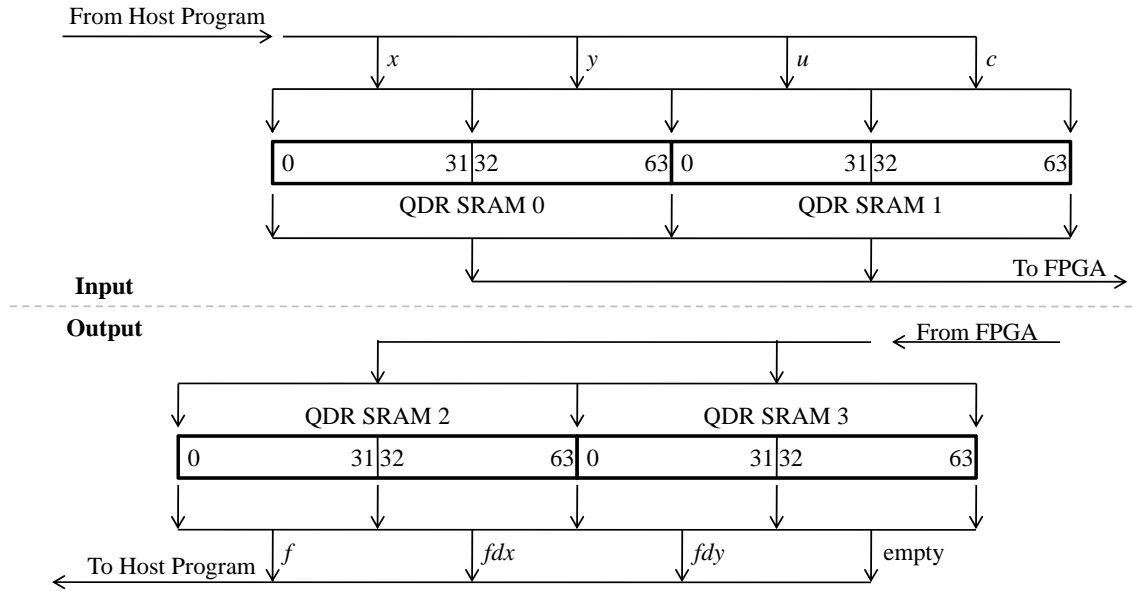 From Host Program
x y u c
0 31 32 63 0 31 32 63
QDR SRAM 0 QDR SRAM 1
To FPGA
Input
Output
From FPGA
QDR SRAM 2 QDR SRAM 3
0 31 32 63 0 31 32 63
f fdx fdy empty
To Host Program